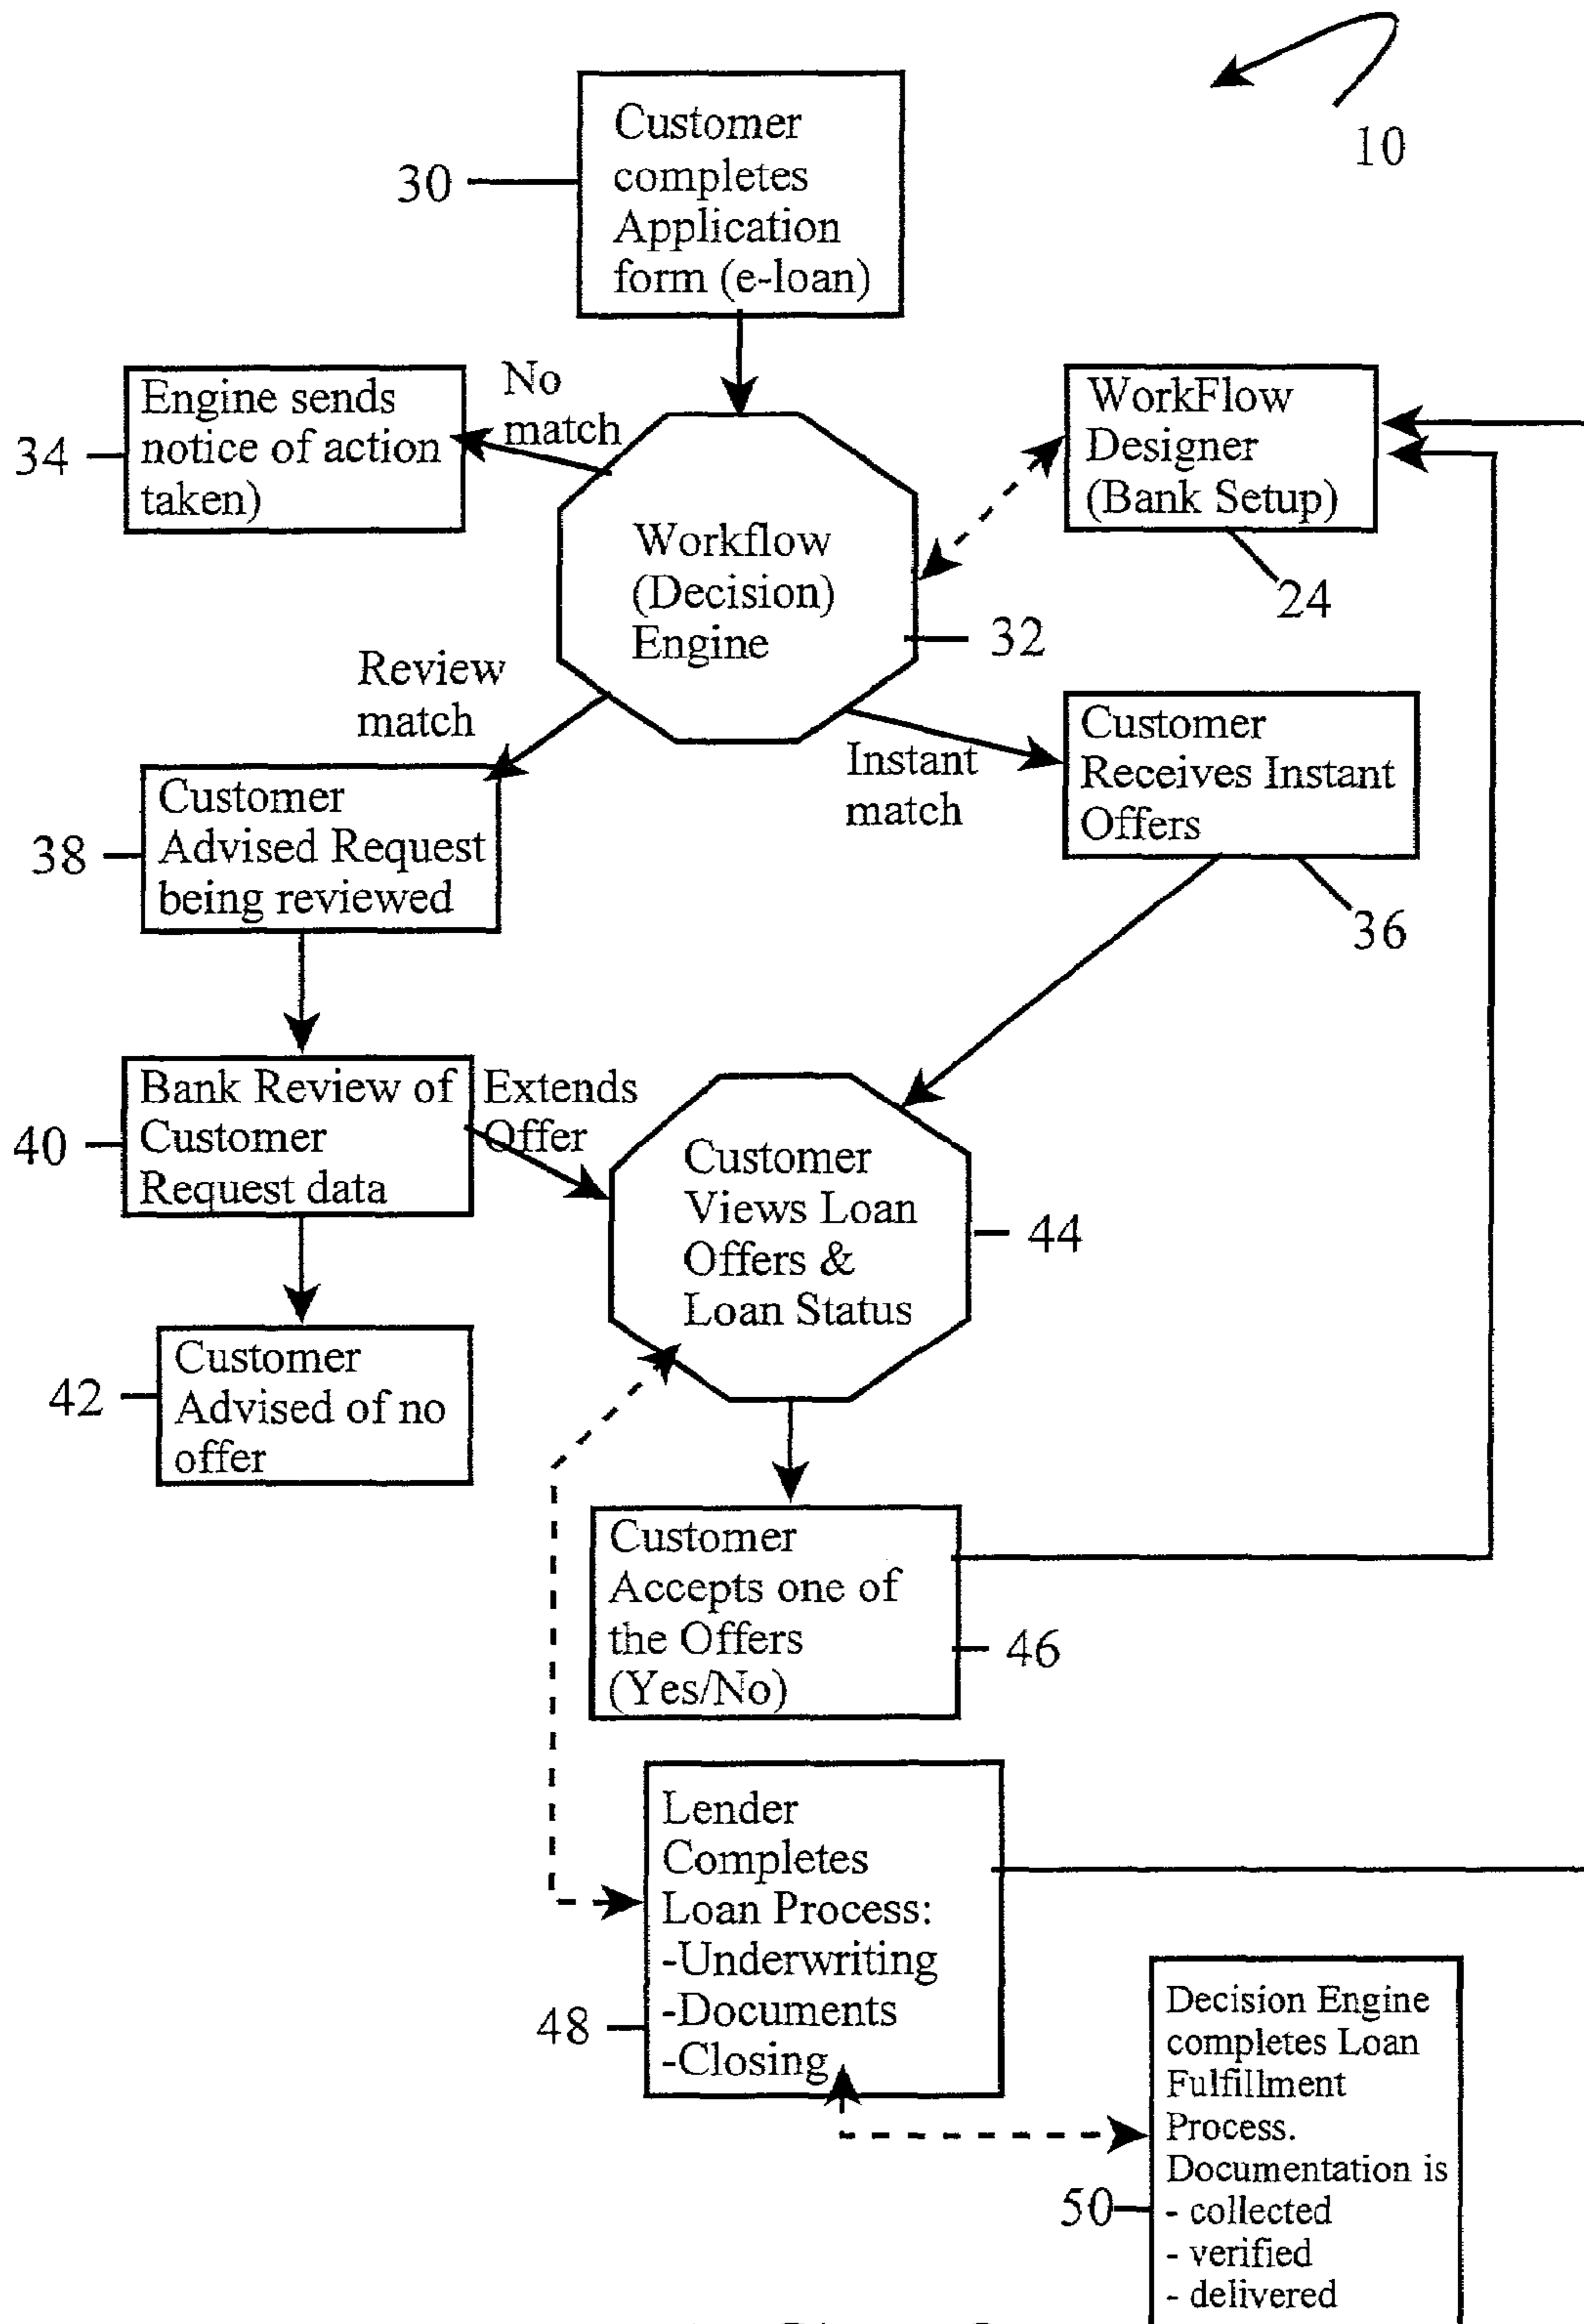 10
30
Customer
completes
Application
form (e-loan)
No
match
34
Engine sends
notice of action
taken)
WorkFlow
Designer
(Bank Setup)
24
Workflow
(Decision)
Engine
32
Review
match
Instant
match
Customer
Receives Instant
Offers
36
38
Customer
Advised Request
being reviewed
40
Bank Review of
Customer
Request data
Extends
Offer
Customer
Views Loan
Offers &
Loan Status
44
42
Customer
Advised of no
offer
Customer
Accepts one of
the Offers
(Yes/No)
46
Lender
Completes
Loan Process:
-Underwriting
-Documents
-Closing
48
Decision Engine
completes Loan
Fulfillment
Process.
Documentation is
- collected
- verified
- delivered
50